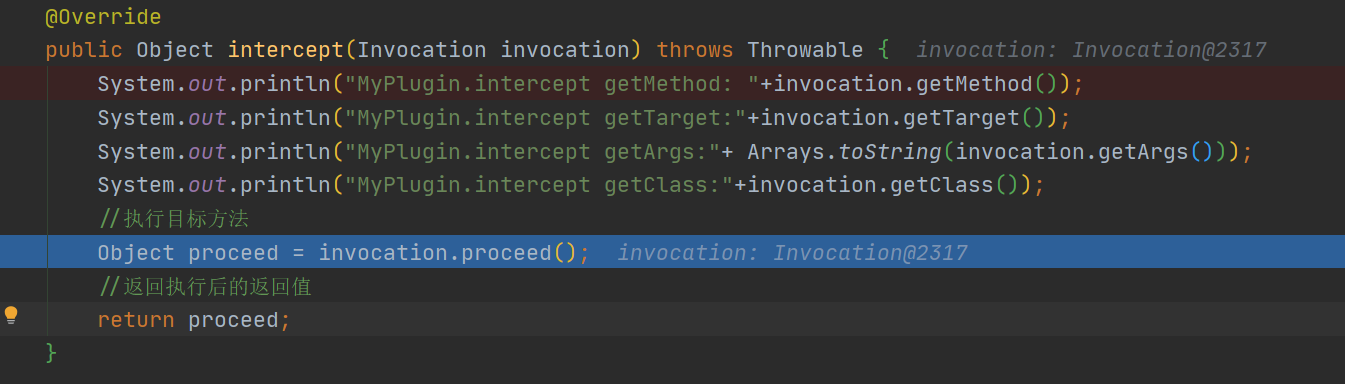 @Override
public Object intercept(Invocation invocation) throws Throwable {  invocation: Invocation@2317
System.out.println("MyPlugin.intercept getMethod: "+invocation.getMethod());
System.out.println("MyPlugin.intercept getTarget:"+invocation.getTarget());
System.out.println("MyPlugin.intercept getArgs:"+ Arrays.toString(invocation.getArgs()));
System.out.println("MyPlugin.intercept getClass:"+invocation.getClass());
//执行目标方法
Object proceed = invocation.proceed();  invocation: Invocation@2317
//返回执行后的返回值
return proceed;
}